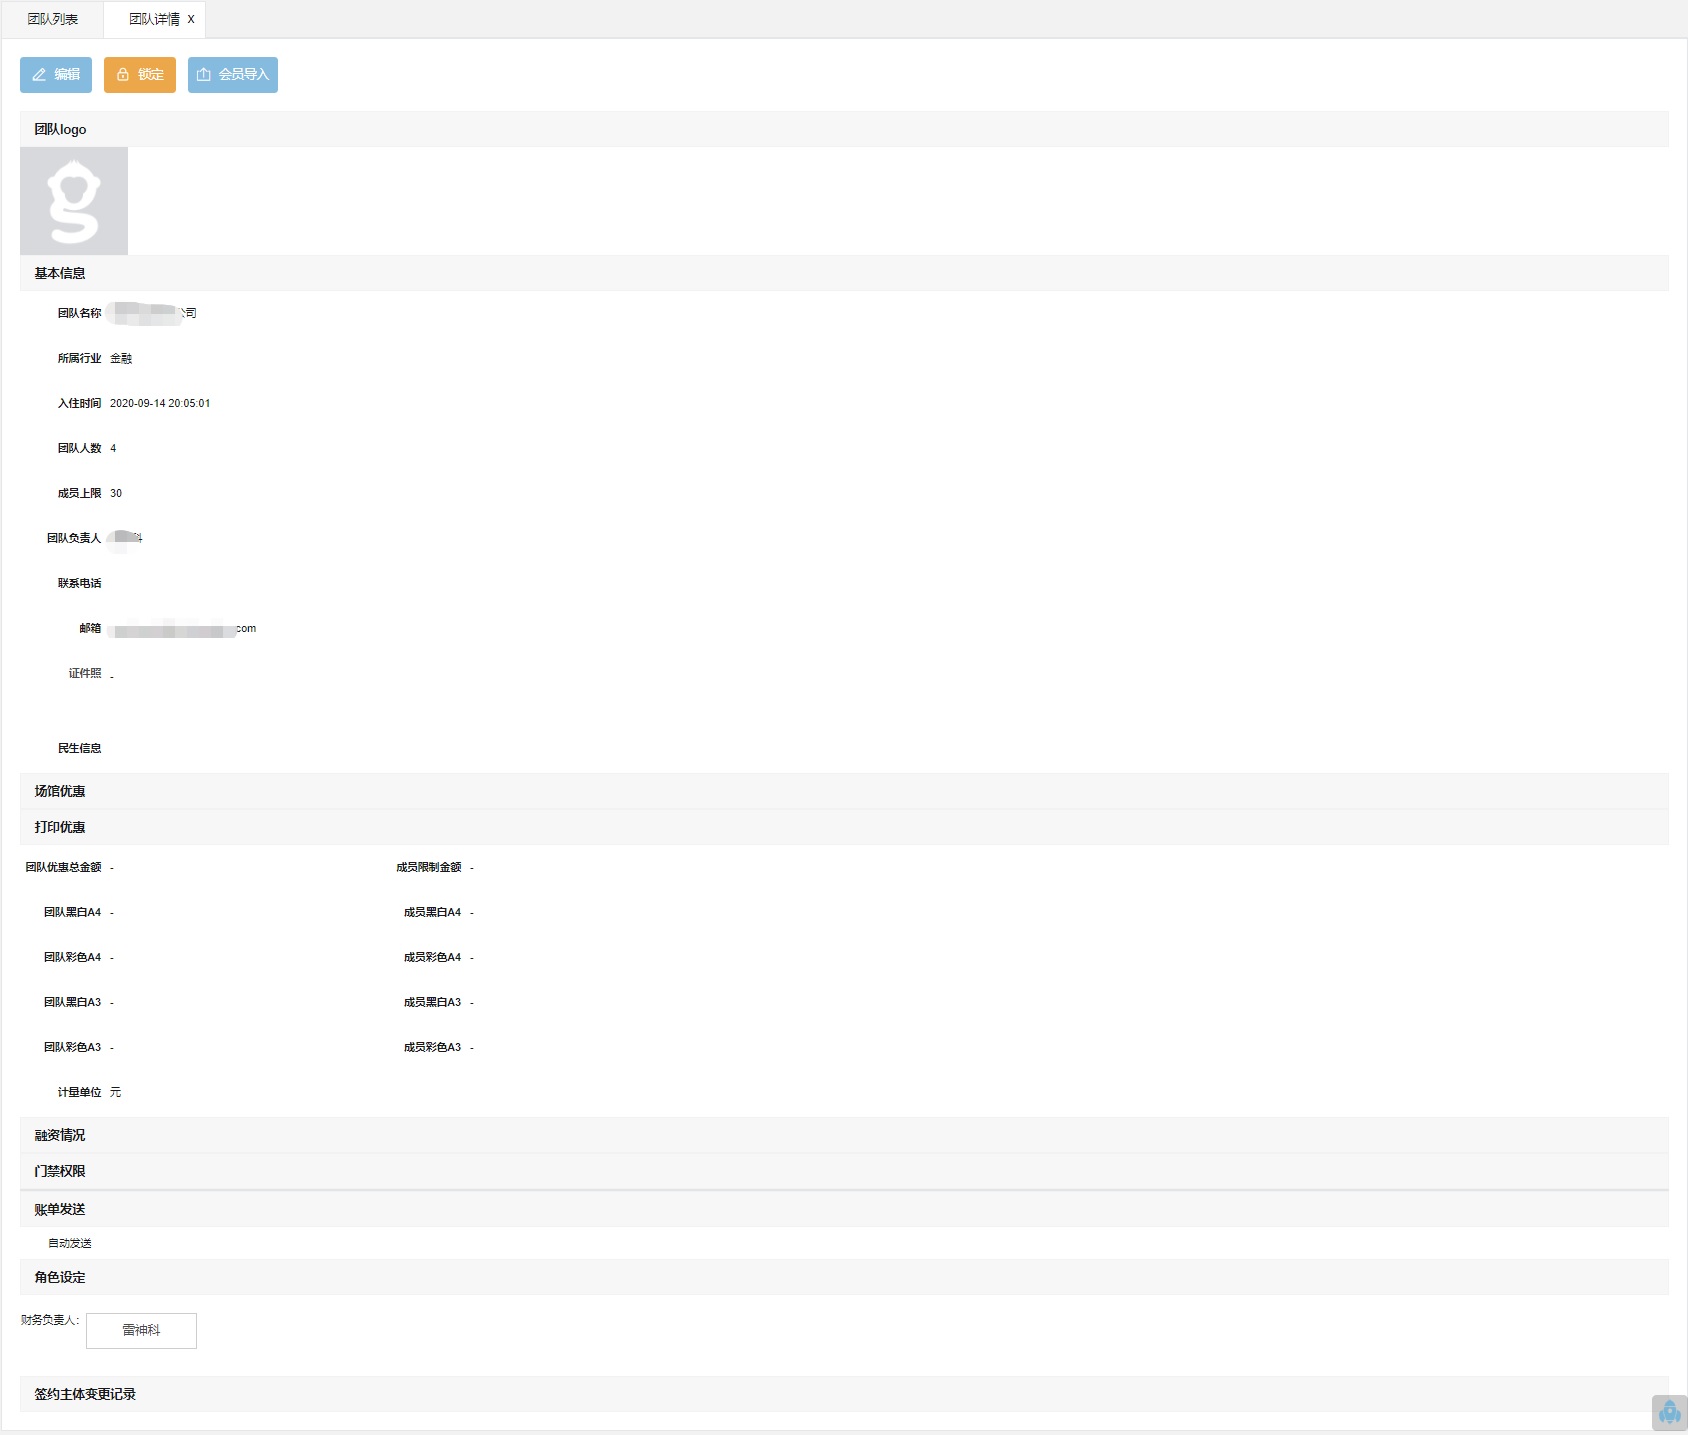 团队列表 团队详情 X
编辑 锁定 会员导入
团队logo
基本信息
团队名称 公司
所属行业 金融
入住时间 2020-09-14 20:05:01
团队人数 4
成员上限 30
团队负责人
联系电话
邮箱 com
证件照 -
民生信息
场馆优惠
打印优惠
团队优惠总金额 - 成员限制金额 -
团队黑白A4 - 成员黑白A4 -
团队彩色A4 - 成员彩色A4 -
团队黑白A3 - 成员黑白A3 -
团队彩色A3 - 成员彩色A3 -
计量单位 元
融资情况
门禁权限
账单发送
自动发送
角色设定
财务负责人: 雷神科
签约主体变更记录